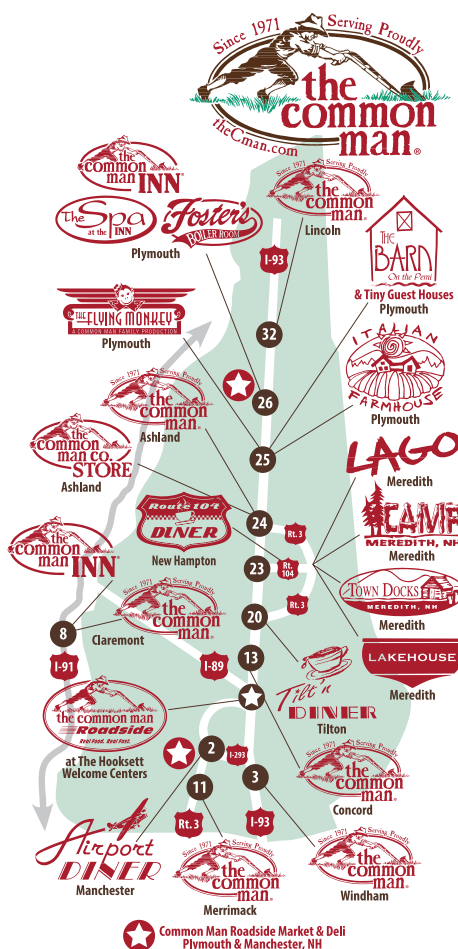 Since 1971 Serving Proudly
the
common
man®
theCman.com
the
common
man INN®
Since 1971 Serving Proudly
the
common
man®
Lincoln
The Spa
at the INN
Foster's
BOILER ROOM
Plymouth
I-93
THE
BARN
On the Pemi
& Tiny Guest Houses
Plymouth
THE FLYING MONKEY
A COMMON MAN FAMILY PRODUCTION
Plymouth
32
ITALIAN
FARMHOUSE
Plymouth
26
Since 1971 Serving Proudly
the
common
man®
Ashland
25
the
common
man co.
STORE
Ashland
LAGO
Meredith
Route 104
DINER
New Hampton
24
Rt. 3
CAMP
MEREDITH, NH
Meredith
the
common
man INN®
23
Rt.
104
TOWN DOCKS
MEREDITH, NH
Meredith
Since 1971 Serving Proudly
the
common
man®
Claremont
20
Rt. 3
8
LAKEHOUSE
Meredith
I-91
I-89
13
Tilt'n
DINER
Tilton
the common man
Roadside
Real Food. Real Fast.
at The Hooksett
Welcome Centers
2
I-293
3
Since 1971 Serving Proudly
the
common
man®
Concord
11
Rt. 3
I-93
Airport
DINER
Manchester
Since 1971 Serving Proudly
the
common
man®
Merrimack
Since 1971 Serving Proudly
the
common
man®
Windham
Common Man Roadside Market & Deli
Plymouth & Manchester, NH